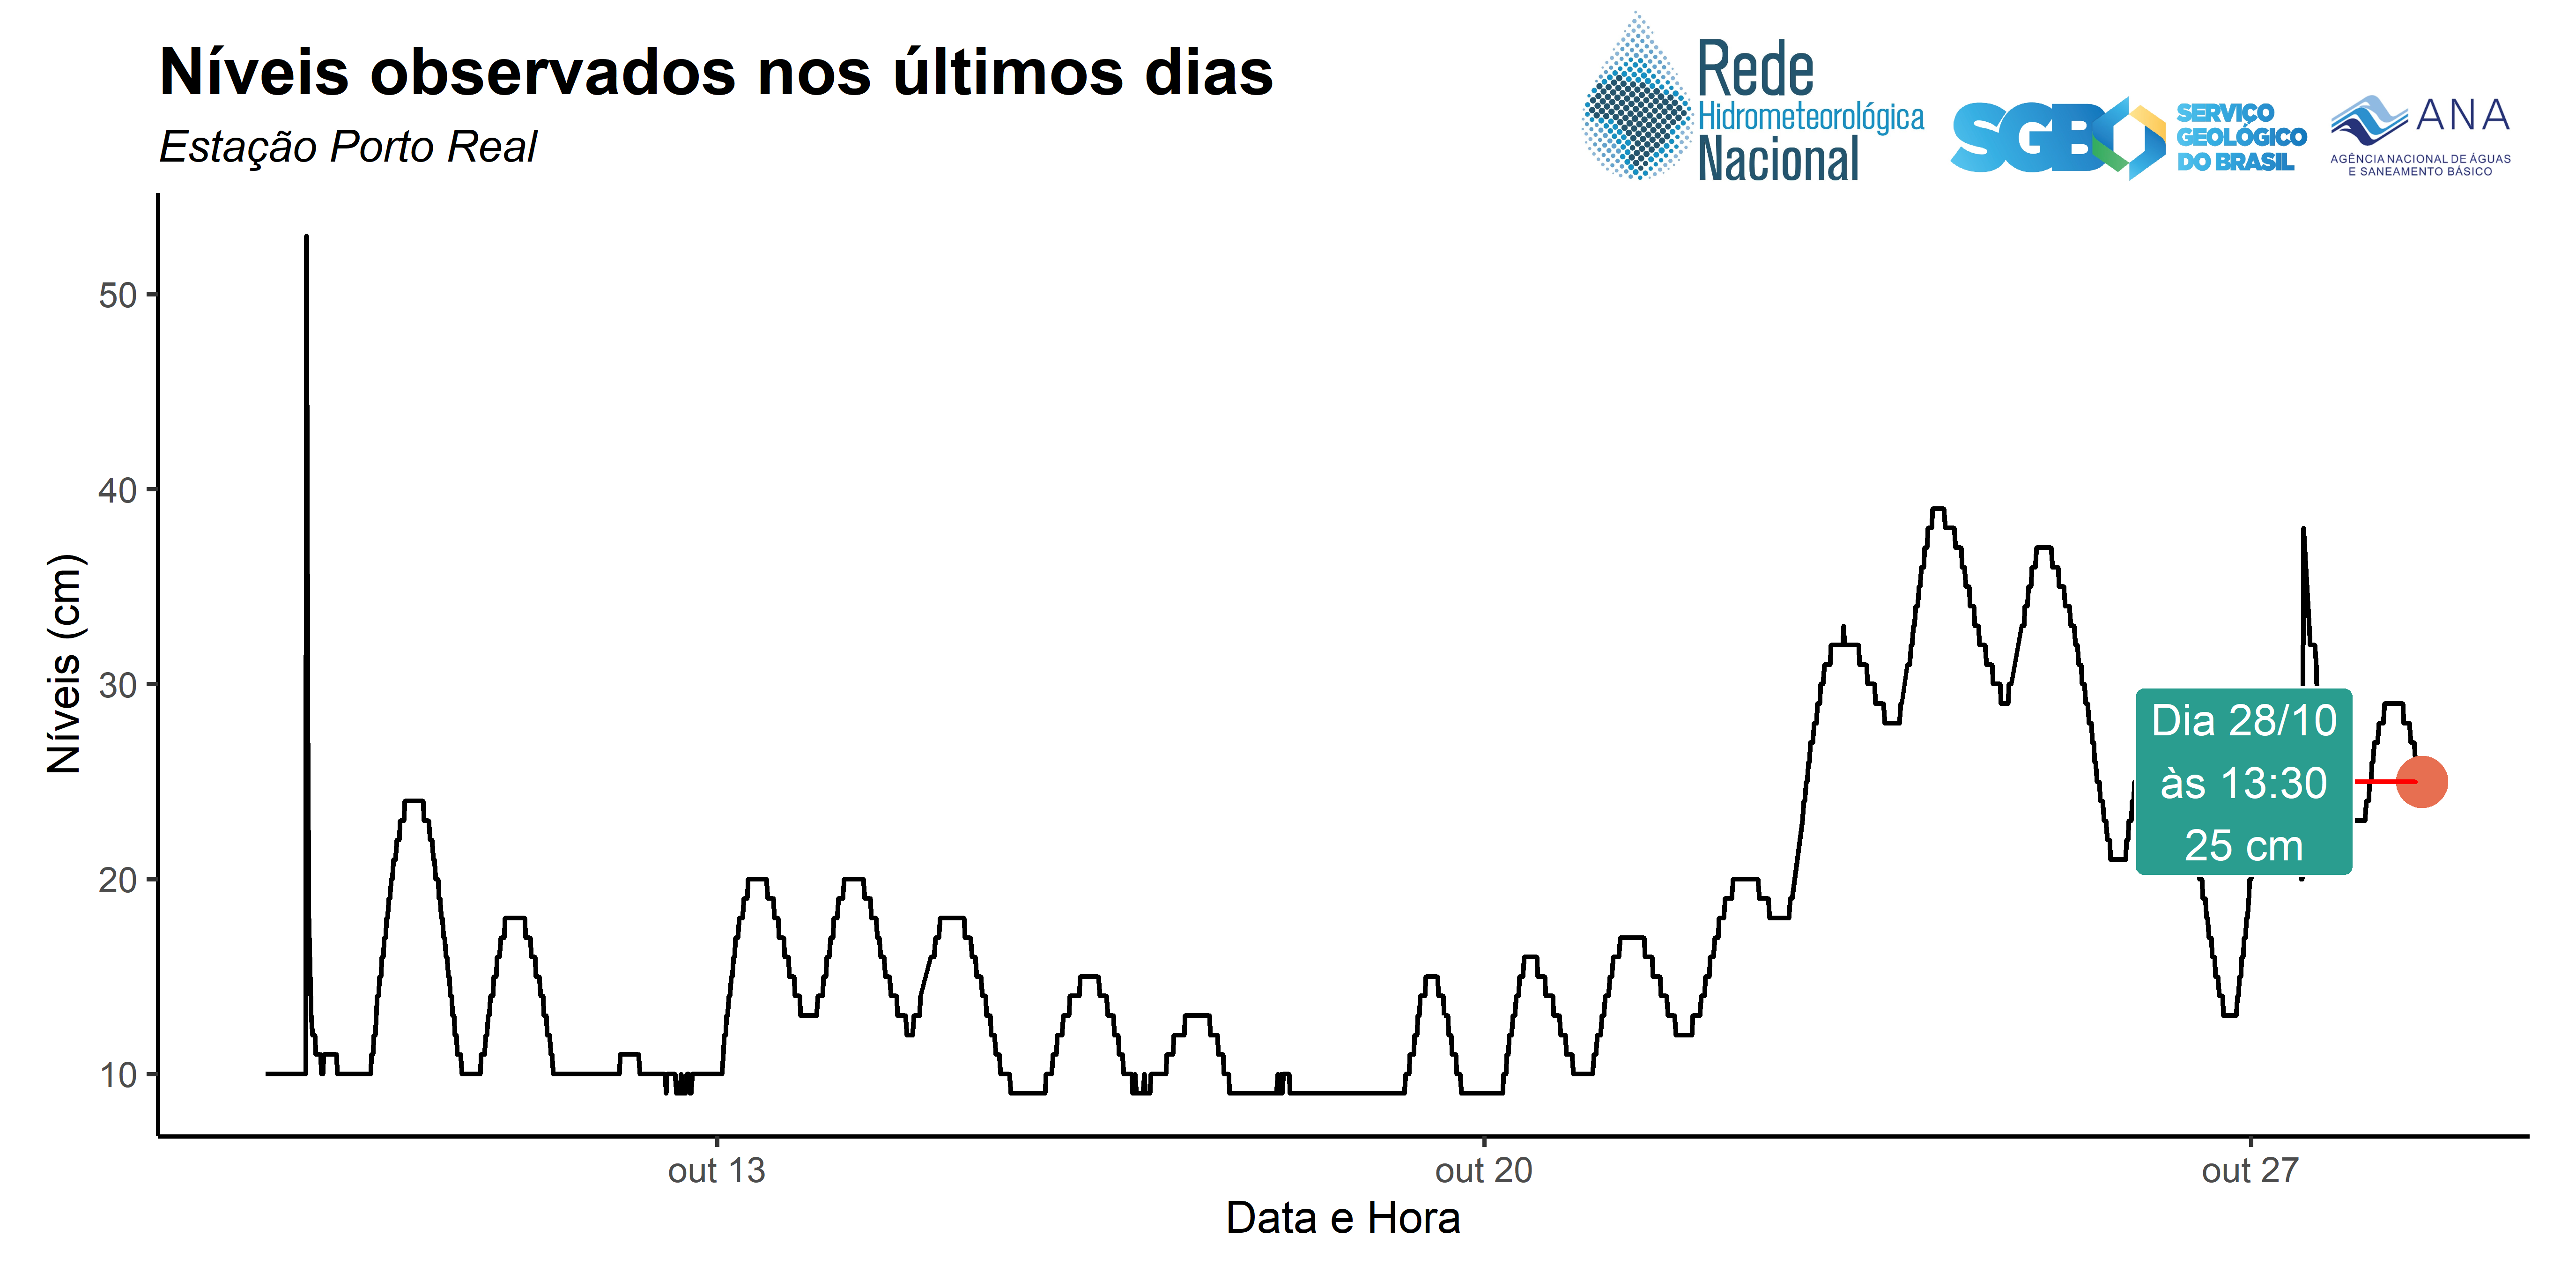 Níveis observados nos últimos dias
Estação Porto Real
Rede
Hidrometeorológica
Nacional
SGB
SERVIÇO
GEOLÓGICO
DO BRASIL
ANA
AGÊNCIA NACIONAL DE ÁGUAS
E SANEAMENTO BÁSICO
Níveis (cm)
50
40
30
20
10
Dia 28/10
às 13:30
25 cm
out 13
out 20
out 27
Data e Hora